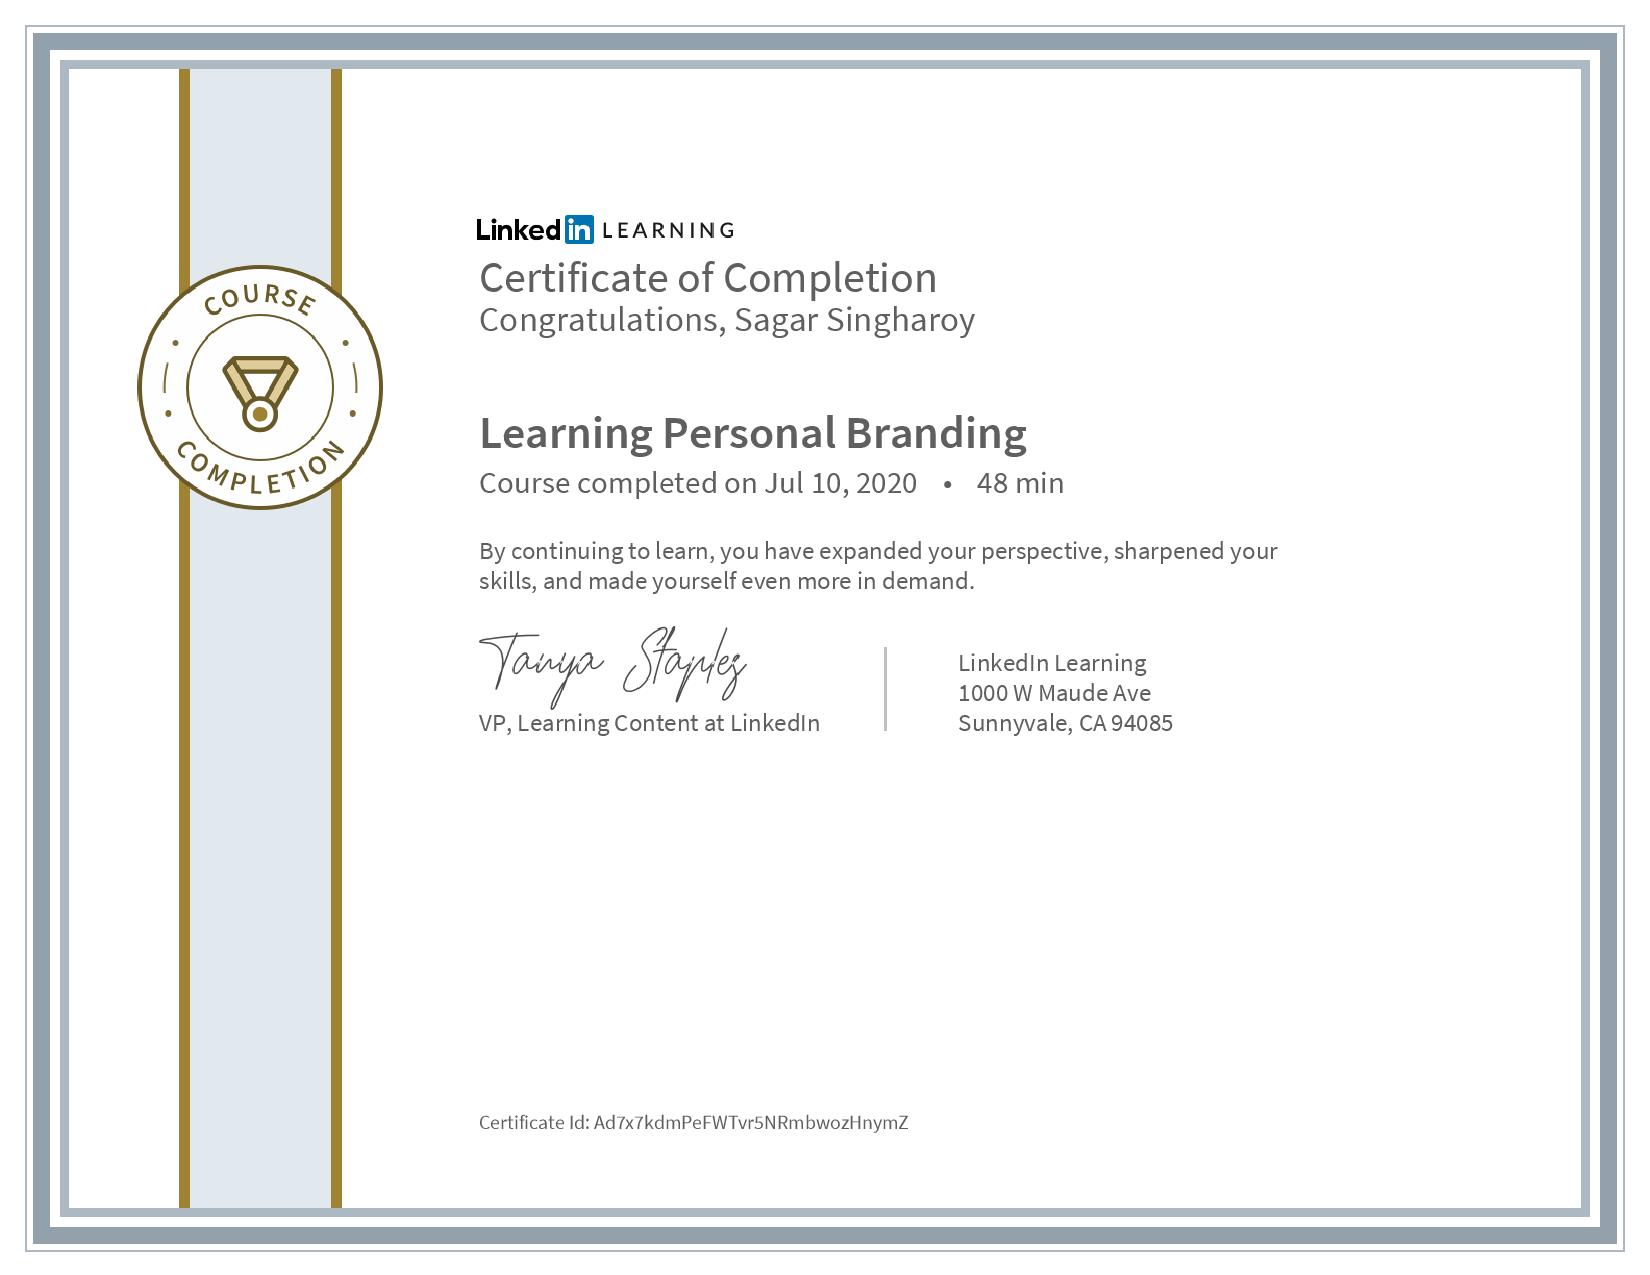 Linked in LEARNING
Certificate of Completion
Congratulations, Sagar Singharoy
COURSE
COMPLETION
Learning Personal Branding
Course completed on Jul 10, 2020 • 48 min
By continuing to learn, you have expanded your perspective, sharpened your
skills, and made yourself even more in demand.
Tanya Staples
VP, Learning Content at LinkedIn
LinkedIn Learning
1000 W Maude Ave
Sunnyvale, CA 94085
Certificate Id: Ad7x7kdmPeFWTvr5NRmbwozHnymZ